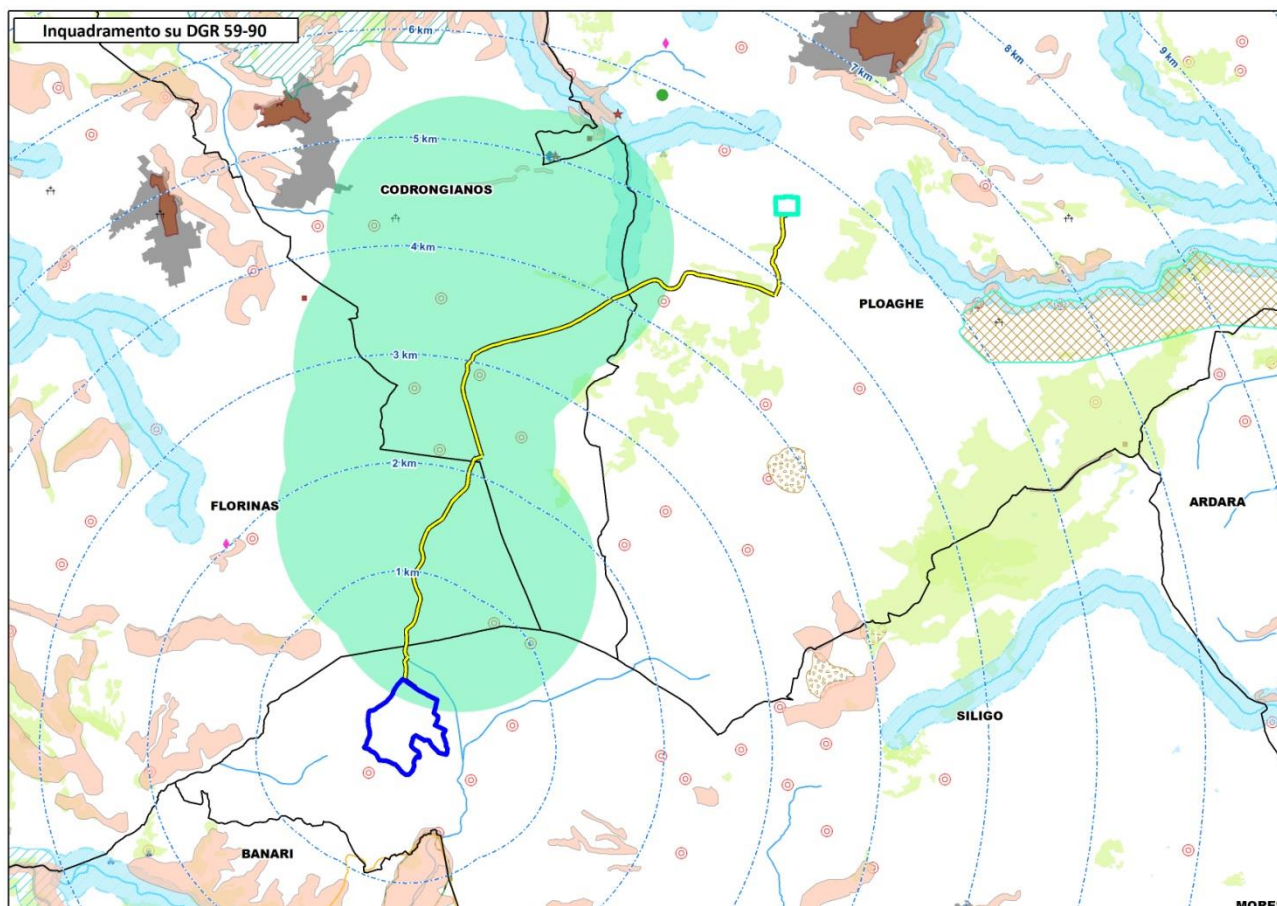 Inquadramento su DGR 59-90
6 km
7 km
8 km
9 km
5 km
CODRONGIANOS
4 km
PLOAGHE
3 km
2 km
FLORINAS
ARDARA
1 km
SILIGO
BANARI
MORES